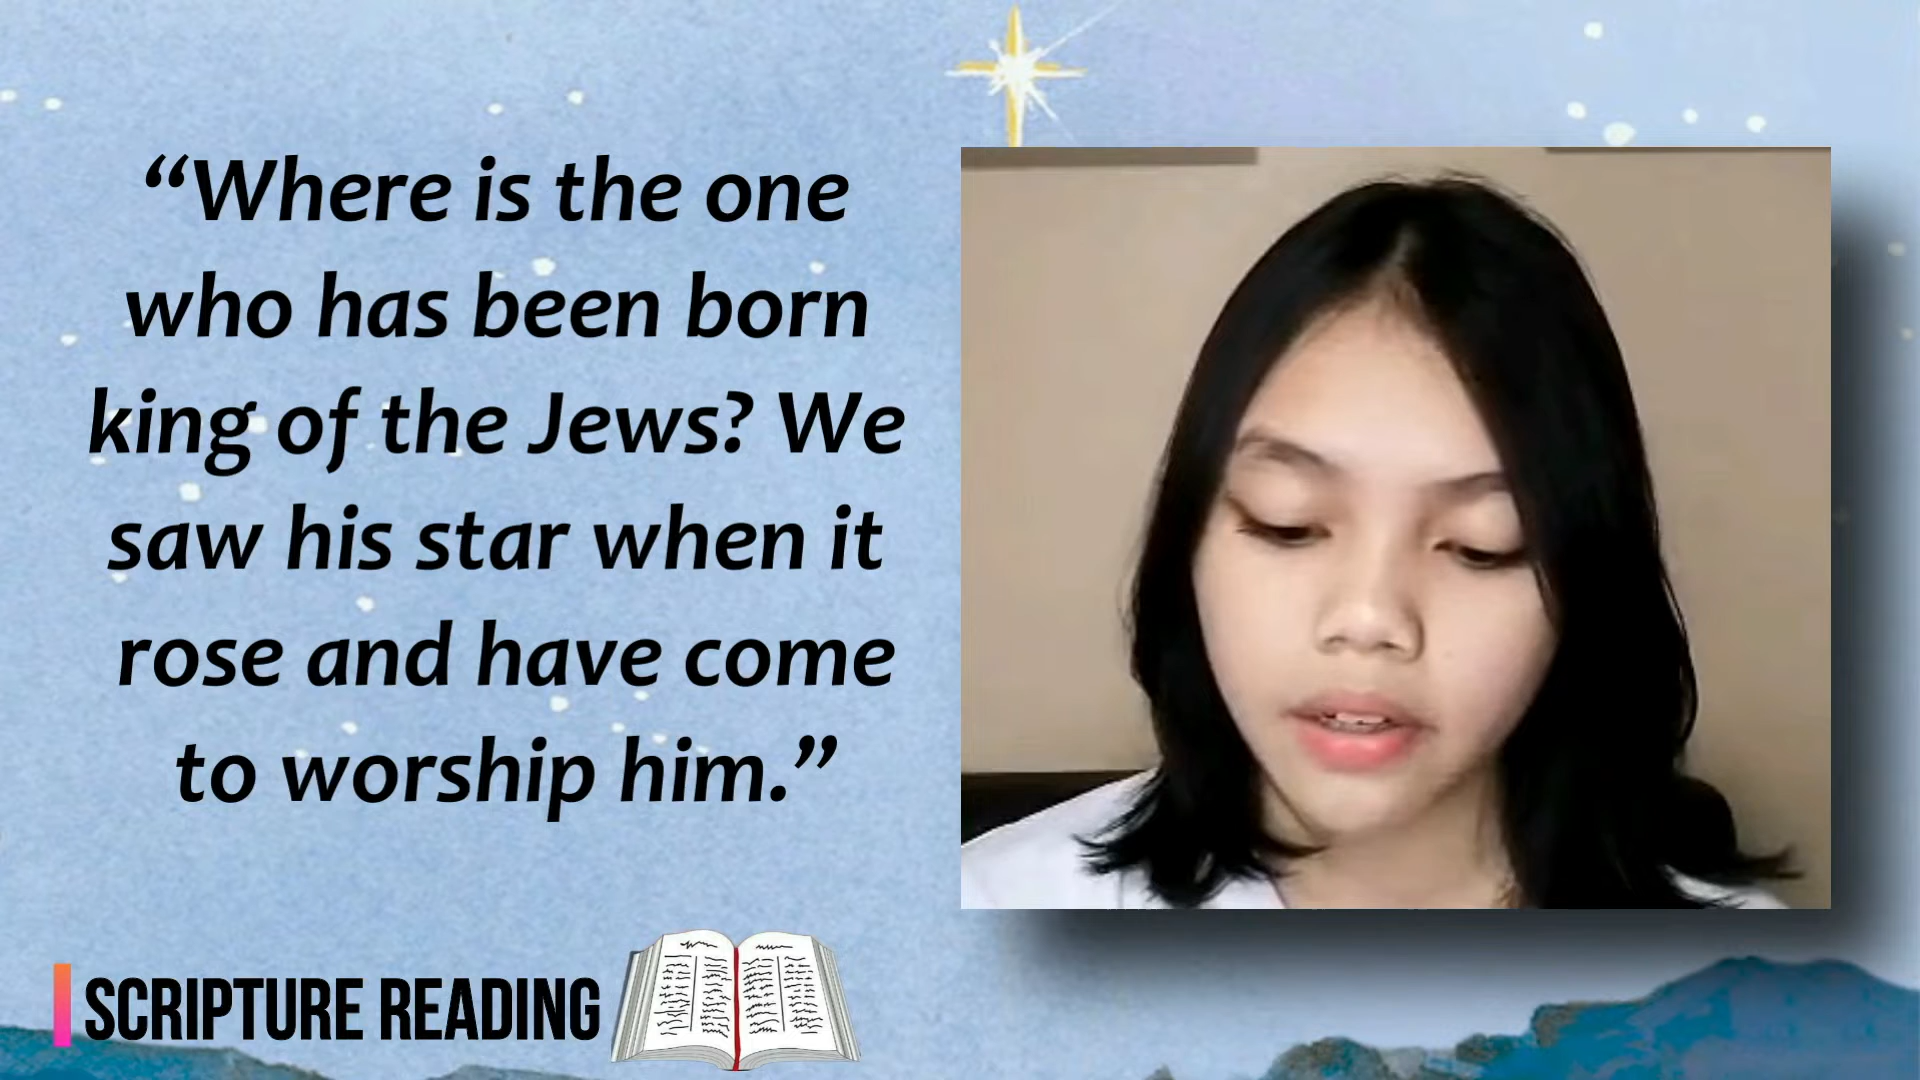 “Where is the one
who has been born
king of the Jews? We
saw his star when it
rose and have come
to worship him.”
SCRIPTURE READING